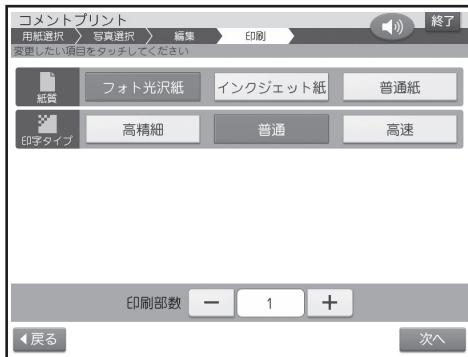 コメントプリント
終了
用紙選択 〉 写真選択 〉 編集 印刷
変更したい項目をタッチしてください
紙質 フォト光沢紙 インクジェット紙 普通紙
印字タイプ 高精細 普通 高速
印刷部数 － 1 ＋
◀戻る 次へ